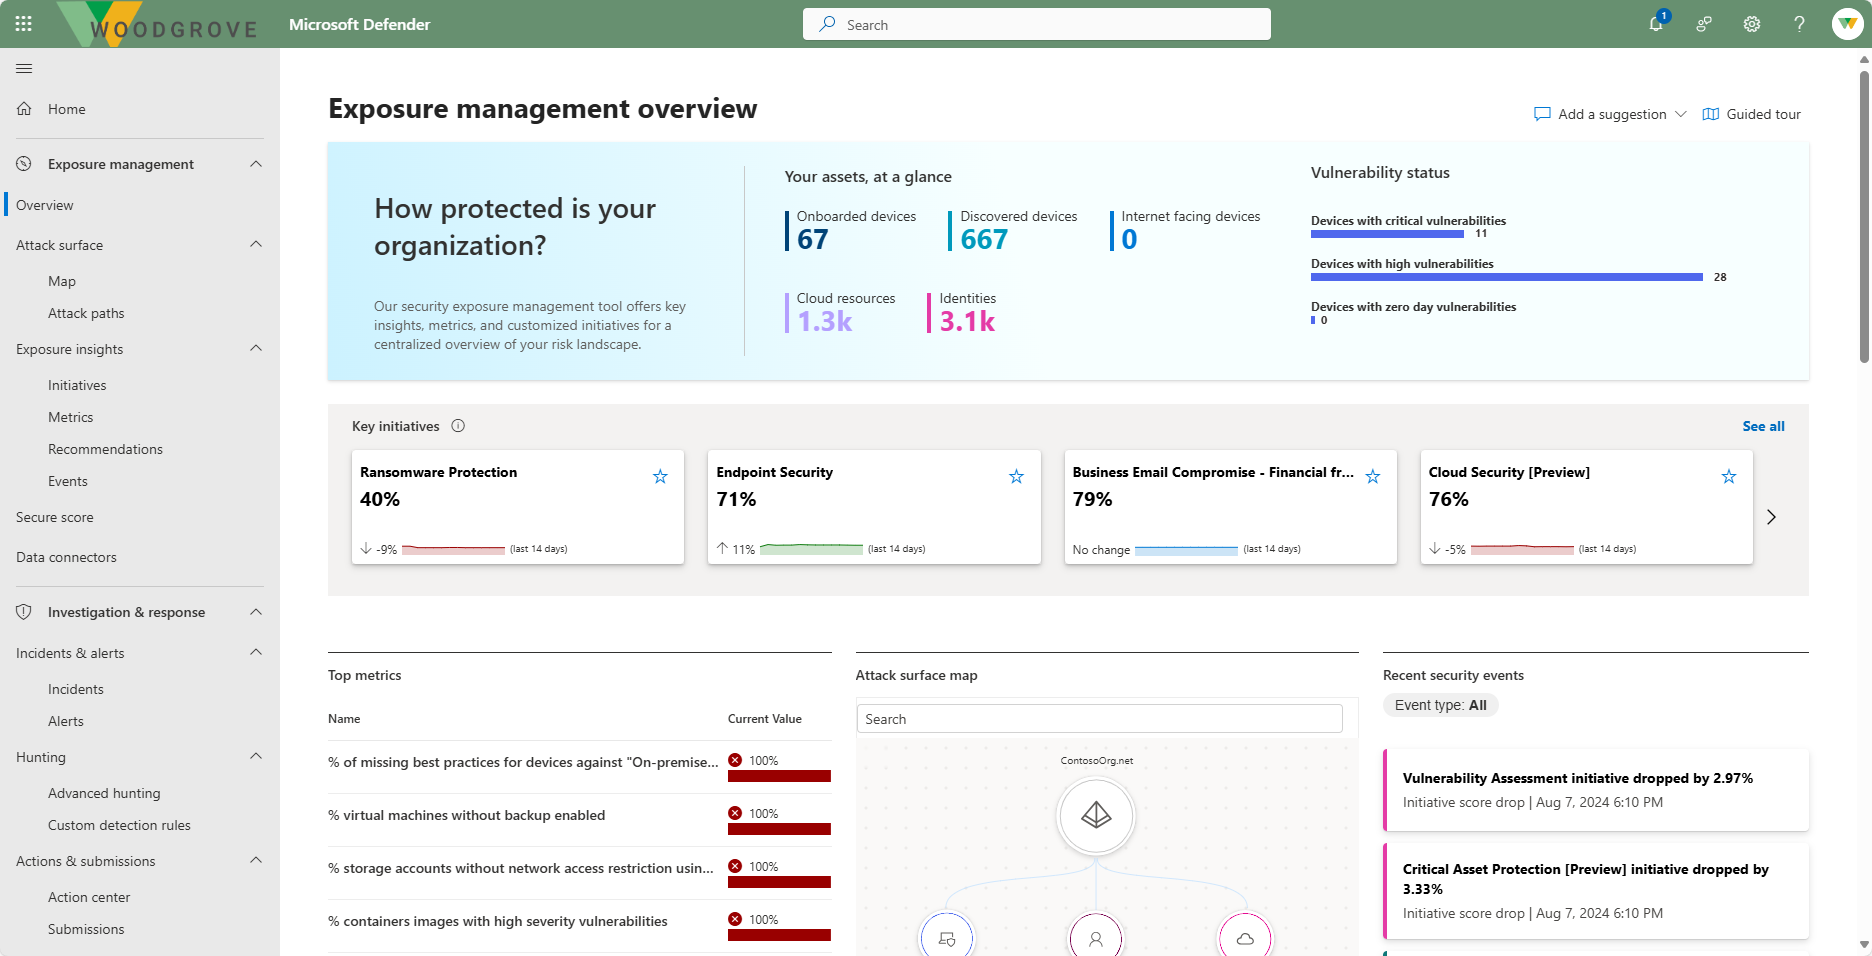 WOODGROVE
Microsoft Defender
Search
1
Home
Exposure management
Overview
Attack surface
Map
Attack paths
Exposure insights
Initiatives
Metrics
Recommendations
Events
Secure score
Data connectors
Investigation & response
Incidents & alerts
Incidents
Alerts
Hunting
Advanced hunting
Custom detection rules
Actions & submissions
Action center
Submissions
Exposure management overview
Add a suggestion
Guided tour
How protected is your
organization?
Our security exposure management tool offers key
insights, metrics, and customized initiatives for a
centralized overview of your risk landscape.
Your assets, at a glance
Onboarded devices
67
Discovered devices
667
Internet facing devices
0
Cloud resources
1.3k
Identities
3.1k
Vulnerability status
Devices with critical vulnerabilities
11
Devices with high vulnerabilities
28
Devices with zero day vulnerabilities
0
Key initiatives
See all
Ransomware Protection
40%
-9% (last 14 days)
Endpoint Security
71%
11% (last 14 days)
Business Email Compromise - Financial fr...
79%
No change (last 14 days)
Cloud Security [Preview]
76%
-5% (last 14 days)
Top metrics
Name Current Value
% of missing best practices for devices against "On-premise... 100%
% virtual machines without backup enabled 100%
% storage accounts without network access restriction usin... 100%
% containers images with high severity vulnerabilities 100%
Attack surface map
Search
ContosoOrg.net
Recent security events
Event type: All
Vulnerability Assessment initiative dropped by 2.97%
Initiative score drop | Aug 7, 2024 6:10 PM
Critical Asset Protection [Preview] initiative dropped by
3.33%
Initiative score drop | Aug 7, 2024 6:10 PM